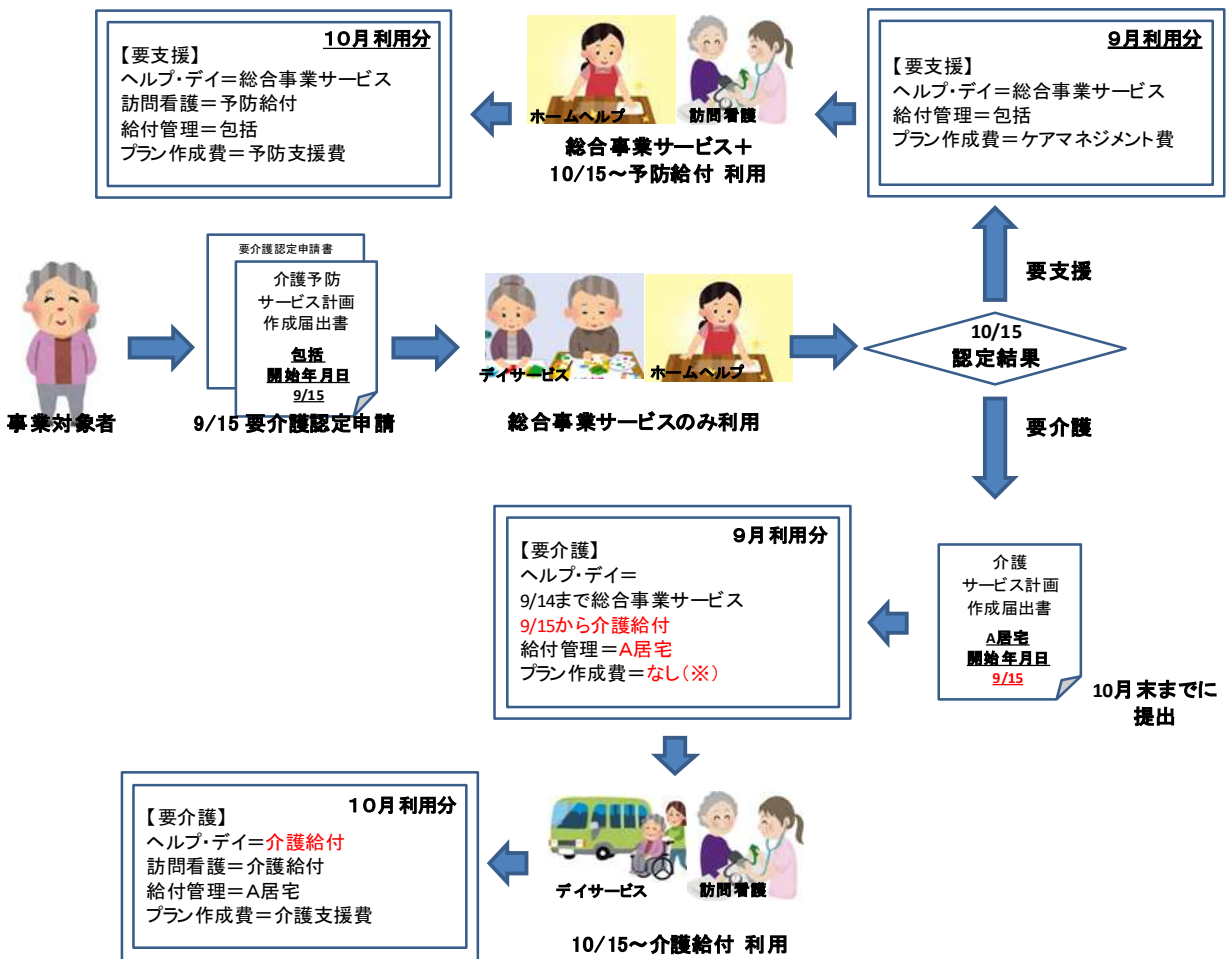 10月利用分
【要支援】
ヘルプ・デイ＝総合事業サービス
訪問看護＝予防給付
給付管理＝包括
プラン作成費＝予防支援費
ホームヘルプ
訪問看護
総合事業サービス＋
10/15～予防給付 利用
9月利用分
【要支援】
ヘルプ・デイ＝総合事業サービス
給付管理＝包括
プラン作成費＝ケアマネジメント費
事業対象者
要介護認定申請書
介護予防
サービス計画
作成届出書
包括
開始年月日
9/15
9/15 要介護認定申請
デイサービス
ホームヘルプ
総合事業サービスのみ利用
10/15
認定結果
要支援
要介護
9月利用分
【要介護】
ヘルプ・デイ＝
9/14まで総合事業サービス
9/15から介護給付
給付管理＝A居宅
プラン作成費＝なし（※）
介護
サービス計画
作成届出書
A居宅
開始年月日
9/15
10月末までに
提出
10月利用分
【要介護】
ヘルプ・デイ＝介護給付
訪問看護＝介護給付
給付管理＝A居宅
プラン作成費＝介護支援費
デイサービス
訪問看護
10/15～介護給付 利用